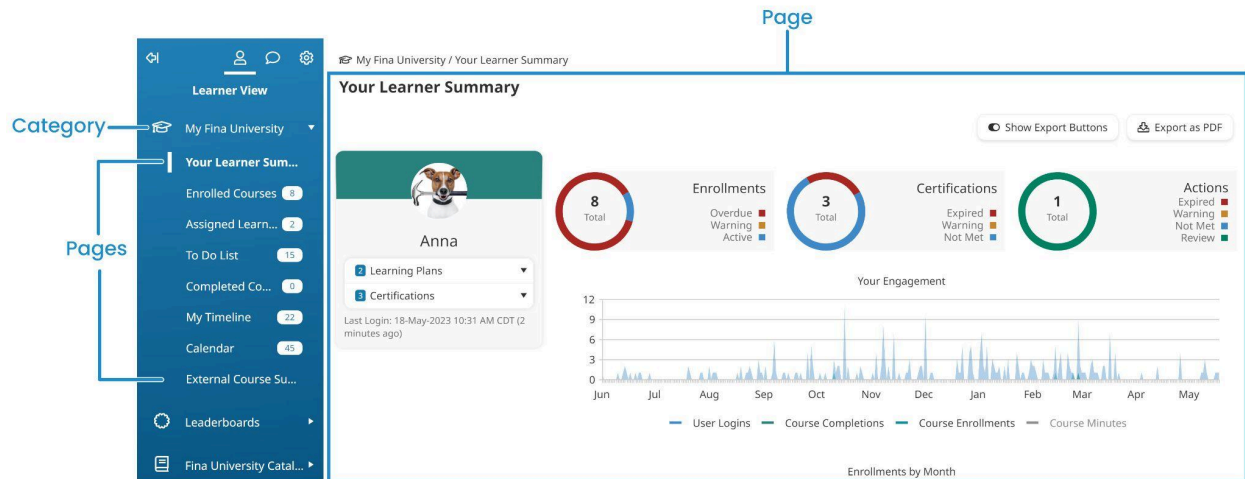 Page
My Fina University / Your Learner Summary
Learner View
Your Learner Summary
Category
My Fina University
Show Export Buttons
Export as PDF
Your Learner Sum...
Enrolled Courses 8
Assigned Learn... 2
Pages
To Do List 15
Completed Co... 0
My Timeline 22
Calendar 45
External Course Su...
Leaderboards
Fina University Catal...
Anna
2 Learning Plans
3 Certifications
Last Login: 18-May-2023 10:31 AM CDT (2
minutes ago)
8
Total
Enrollments
Overdue
Warning
Active
3
Total
Certifications
Expired
Warning
Not Met
1
Total
Actions
Expired
Warning
Not Met
Review
Your Engagement
12
9
6
3
0
Jun Jul Aug Sep Oct Nov Dec Jan Feb Mar Apr May
User Logins Course Completions Course Enrollments Course Minutes
Enrollments by Month